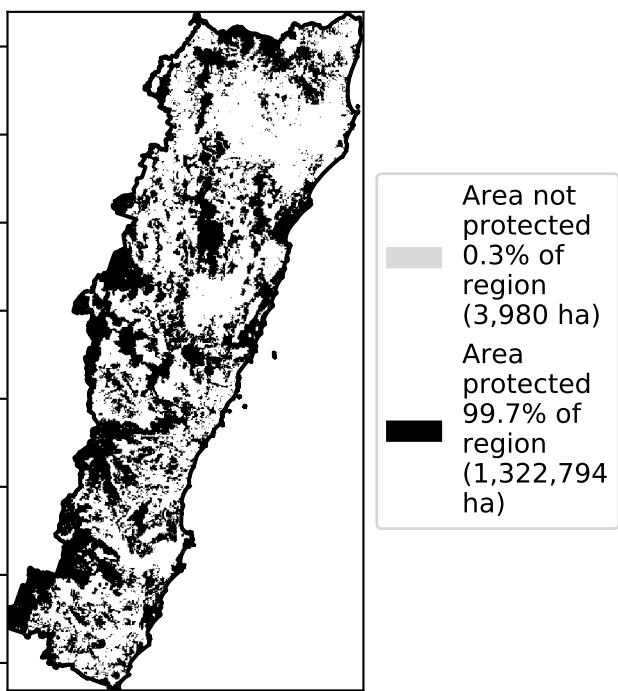 Area not
protected
0.3% of
region
(3,980 ha)
Area
protected
99.7% of
region
(1,322,794
ha)